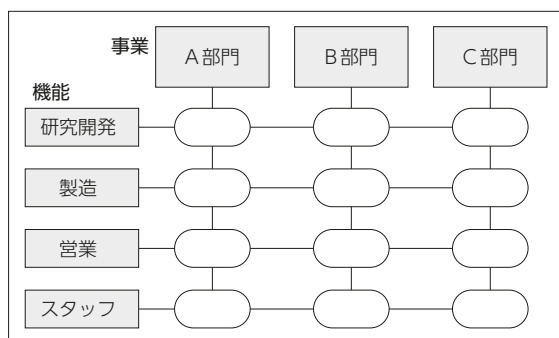 事業
A部門
B部門
C部門
機能
研究開発
製造
営業
スタッフ